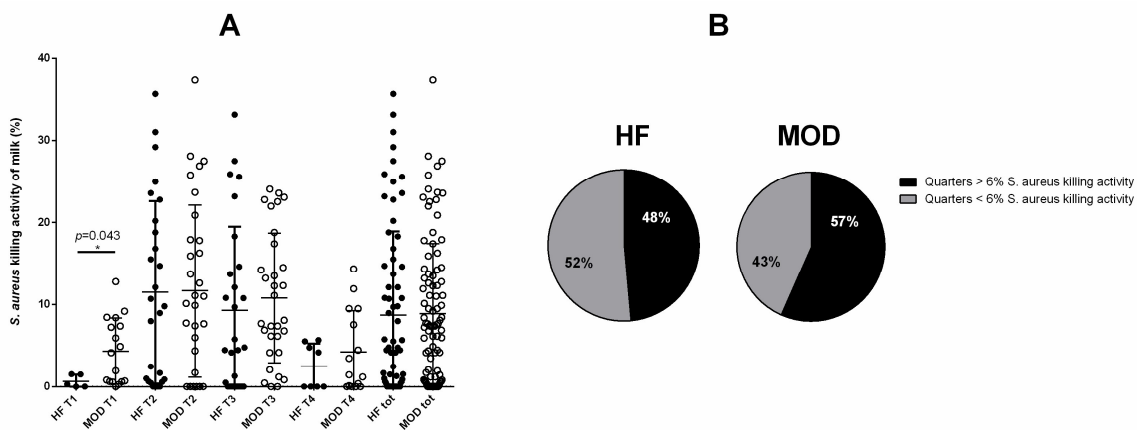 A
B
S. aureus killing activity of milk (%)
40
30
20
10
0
p=0.043
*
HF T1
MOD T1
HF T2
MOD T2
HF T3
MOD T3
HF T4
MOD T4
HF tot
MOD tot
HF
MOD
48%
52%
57%
43%
Quarters > 6% S. aureus killing activity
Quarters < 6% S. aureus killing activity